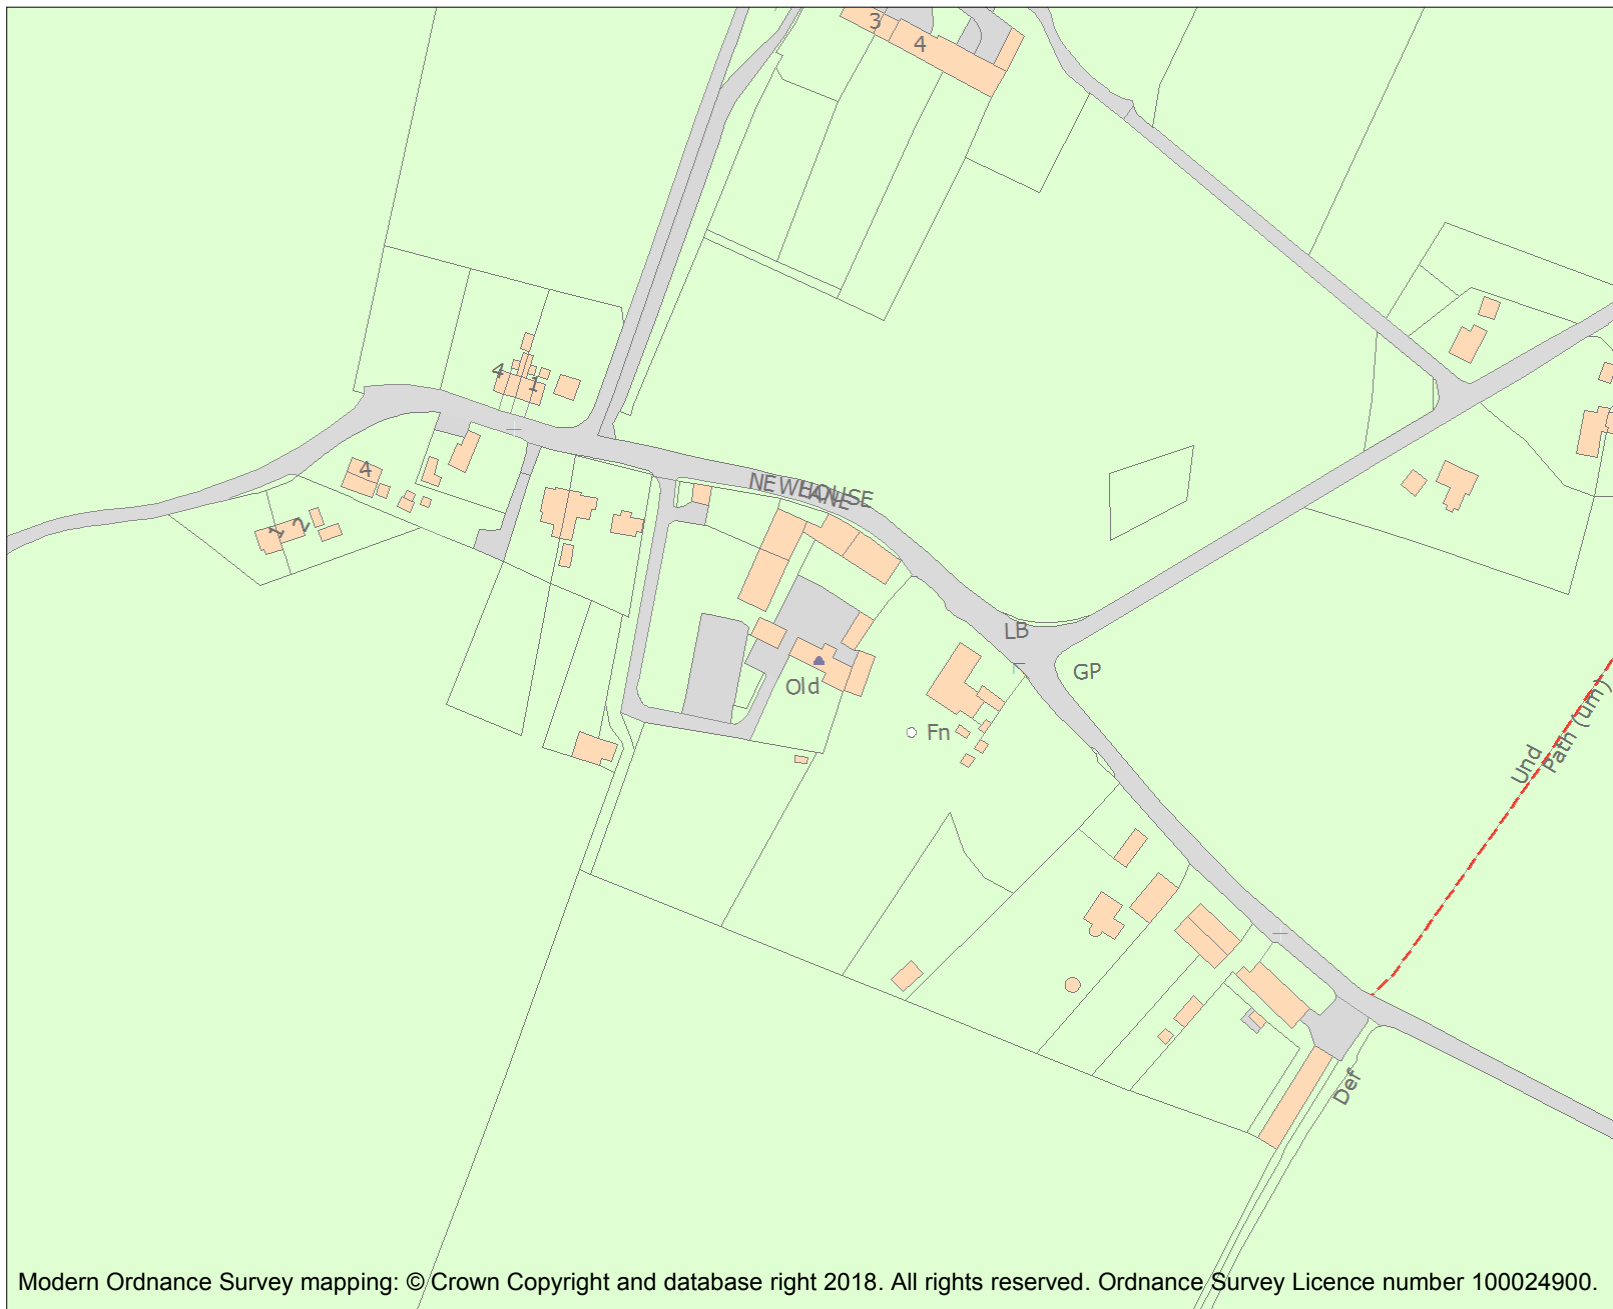 3
4
4
1
4
1
2
NEWHOUSE
LANE
LB
GP
Old
Fn
Und
Path (um)
Def
Modern Ordnance Survey mapping: © Crown Copyright and database right 2018. All rights reserved. Ordnance Survey Licence number 100024900.